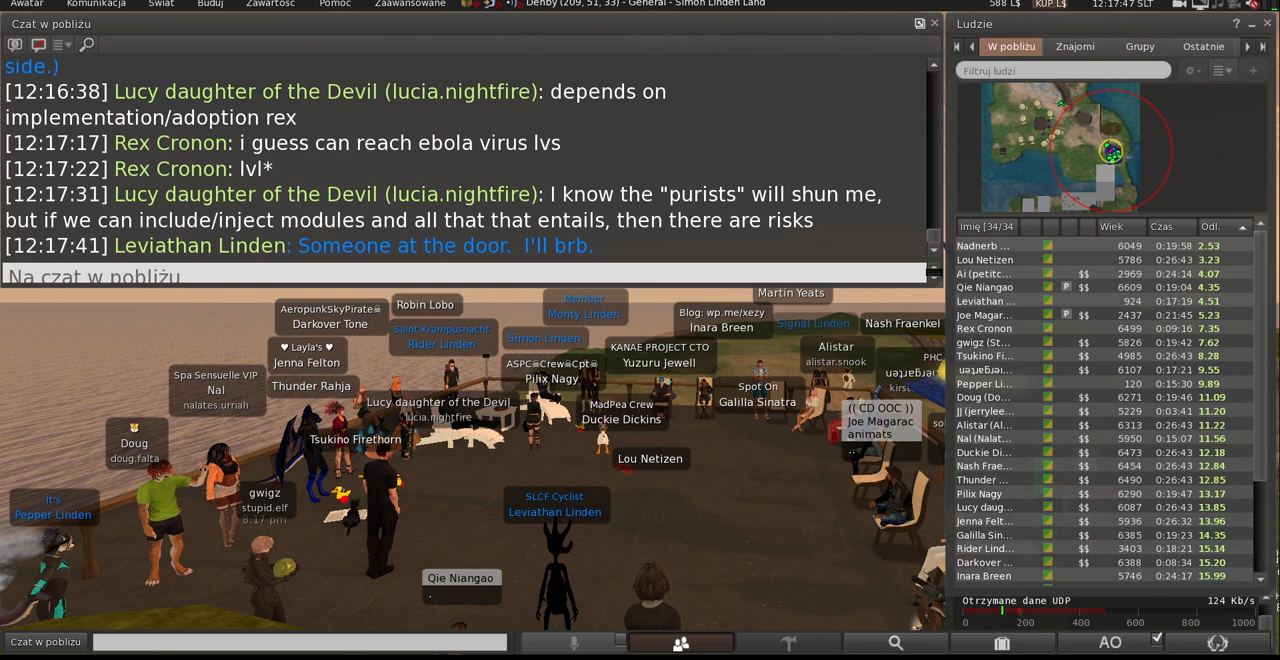 Awatar Komunikacja Świat Buduj Zawartość Pomoc Zaawansowane Denby (209, 51, 33) - General - Simon Linden Land 588 L$ KUP L$ 12:17:47 SLT
Czat w pobliżu
side.)
[12:16:38] Lucy daughter of the Devil (lucia.nightfire): depends on
implementation/adoption rex
[12:17:17] Rex Cronon: i guess can reach ebola virus lvs
[12:17:22] Rex Cronon: lvl*
[12:17:31] Lucy daughter of the Devil (lucia.nightfire): I know the "purists" will shun me,
but if we can include/inject modules and all that that entails, then there are risks
[12:17:41] Leviathan Linden: Someone at the door. I'll brb.
Na czat w pobliżu
Martin Yeats
AeropunkSkyPirate☠
Darkover Tone
Robin Lobo
Member
Monty Linden
Blog: wp.me/xezy
Inara Breen
Signal Linden
Nash Fraenkel
Saint Krampusnacht
Rider Linden
Simon Linden
♥ Layla's ♥
Jenna Felton
KANAE PROJECT CTO
Yuzuru Jewell
Alistar
alistar.snook
PHC
ASPC☠Crew☠Cpt☠
Pilix Nagy
Spa Sensuelle VIP
Nal
nalates.urriah
Thunder Rahja
Spot On
Galilla Sinatra
Lucy daughter of the Devil
lucia.nightfire
MadPea Crew
Duckie Dickins
(( CD OOC ))
Joe Magarac
animats
..
Doug
doug.falta
Tsukino Firethorn
Lou Netizen
It's
Pepper Linden
gwigz
stupid.elf
8:17 pm
SLCF Cyclist
Leviathan Linden
Qie Niangao
.
Czat w pobliżu
Ludzie
? _ ×
W pobliżu Znajomi Grupy Ostatnie
Filtruj ludzi
Imię [34/34 Wiek Czas Odl.
Nadnerb ... 6049 0:19:58 2.53
Lou Netizen 5786 0:26:43 3.23
Ai (petitc... $$ 2969 0:24:14 4.07
Qie Niangao P $$ 6609 0:19:04 4.35
Leviathan ... 924 0:17:19 4.51
Joe Magar... P $$ 2437 0:21:45 5.23
Rex Cronon 6499 0:09:16 7.35
gwigz (St... $$ 5826 0:19:42 7.62
Tsukino Fi... $$ 4985 0:26:43 8.28
$$ 6107 0:17:21 9.55
Pepper Li... 120 0:15:30 9.89
Doug (Do... $$ 6271 0:19:46 11.09
JJ (jerrylee... $$ 5229 0:03:41 11.20
Alistar (Al... $$ 6313 0:26:43 11.22
Nal (Nalat... $$ 5950 0:15:07 11.56
Duckie Di... $$ 6473 0:26:43 12.18
Nash Frae... $$ 6454 0:26:43 12.84
Thunder ... $$ 6490 0:26:43 12.85
Pilix Nagy $$ 6290 0:19:47 13.17
Lucy daug... $$ 6087 0:26:43 13.85
Jenna Felt... $$ 5936 0:26:32 13.96
Galilla Sin... $$ 6385 0:19:23 14.35
Rider Lind... $$ 3403 0:18:21 15.14
Darkover ... $$ 6388 0:08:34 15.20
Inara Breen 5746 0:24:17 15.99
Otrzymane dane UDP 124 Kb/s
0 200 400 600 800 1000
AO